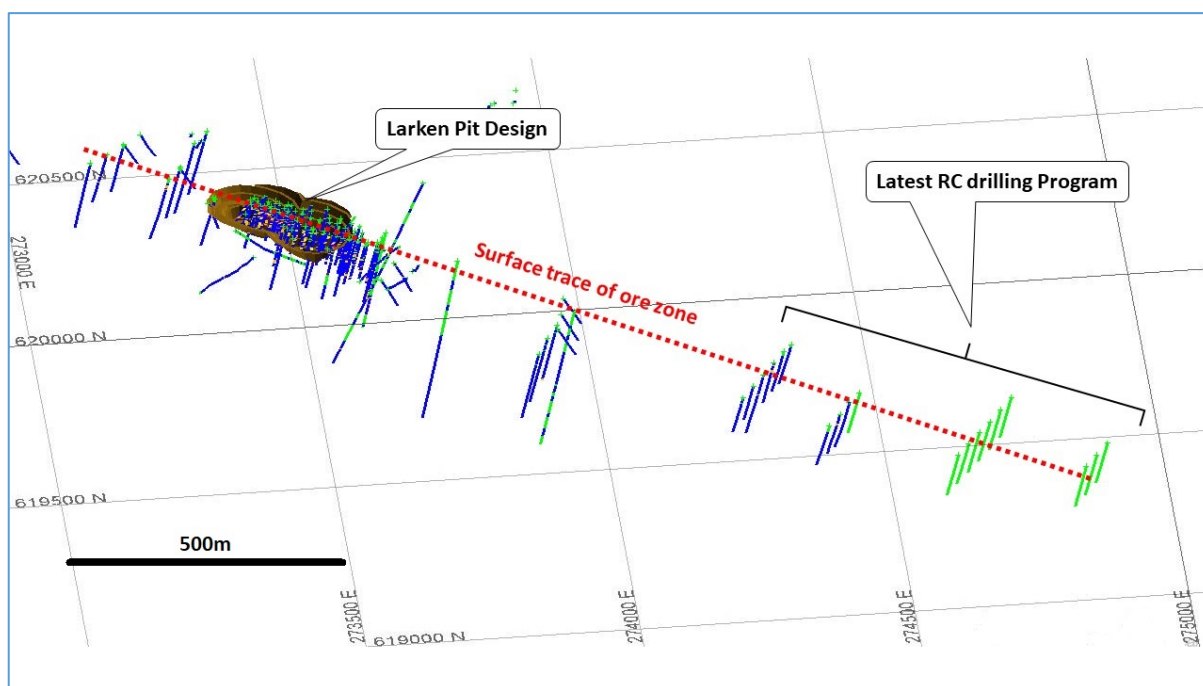 Larken Pit Design
Latest RC drilling Program
620500 N
273000 E
Surface trace of ore zone
620000 N
619500 N
500m
273500 E
619000 N
274000 E
274500 E
275000 E